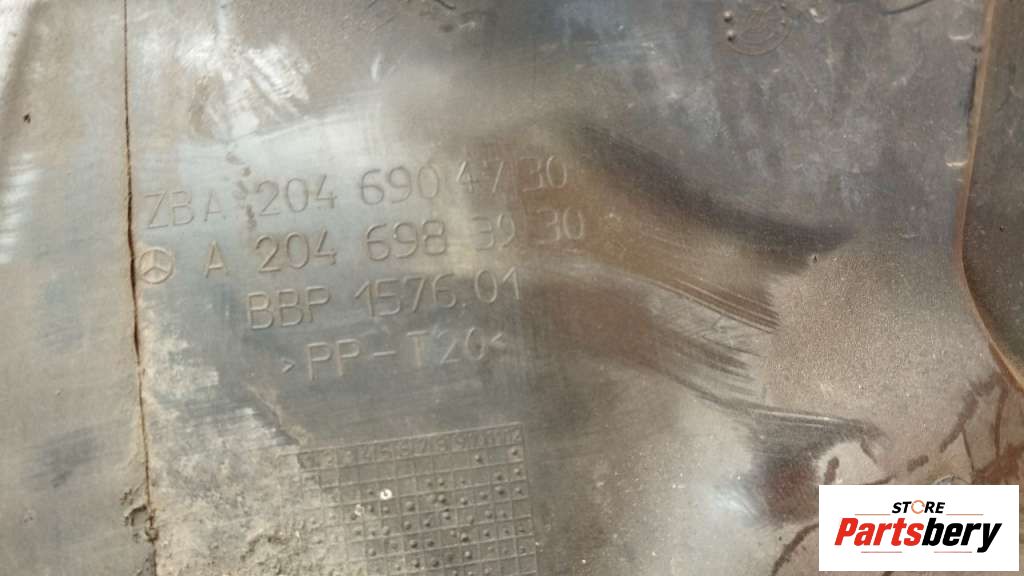 ZBA 204 690 47 30
A 204 698 39 30
BBP 1576.01
>PP-T20<
STORE
Partsbery